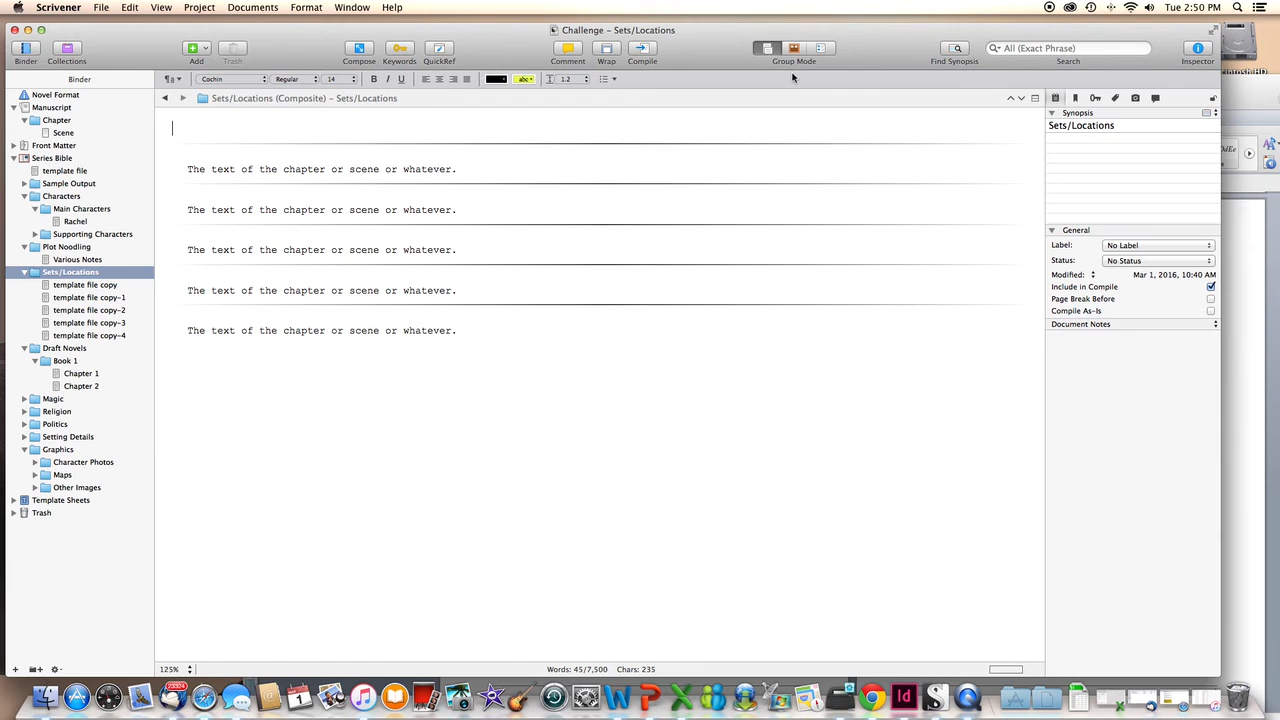 Scrivener File Edit View Project Documents Format Window Help Tue 2:50 PM
Challenge - Sets/Locations
Binder Collections Add Trash Compose Keywords QuickRef Comment Wrap Compile Group Mode Find Synopsis Search Inspector
All (Exact Phrase)
Binder
Cochin Regular 14 B I U abc 1.2
Sets/Locations (Composite) - Sets/Locations
Novel Format
Manuscript
Chapter
Scene
Front Matter
Series Bible
template file
Sample Output
Characters
Main Characters
Rachel
Supporting Characters
Plot Noodling
Various Notes
Sets/Locations
template file copy
template file copy-1
template file copy-2
template file copy-3
template file copy-4
Draft Novels
Book 1
Chapter 1
Chapter 2
Magic
Religion
Politics
Setting Details
Graphics
Character Photos
Maps
Other Images
Template Sheets
Trash
The text of the chapter or scene or whatever.
The text of the chapter or scene or whatever.
The text of the chapter or scene or whatever.
The text of the chapter or scene or whatever.
The text of the chapter or scene or whatever.
Synopsis
Sets/Locations
General
Label: No Label
Status: No Status
Modified: Mar 1, 2016, 10:40 AM
Include in Compile
Page Break Before
Compile As-Is
Document Notes
125% Words: 45/7,500 Chars: 235
23324
Id